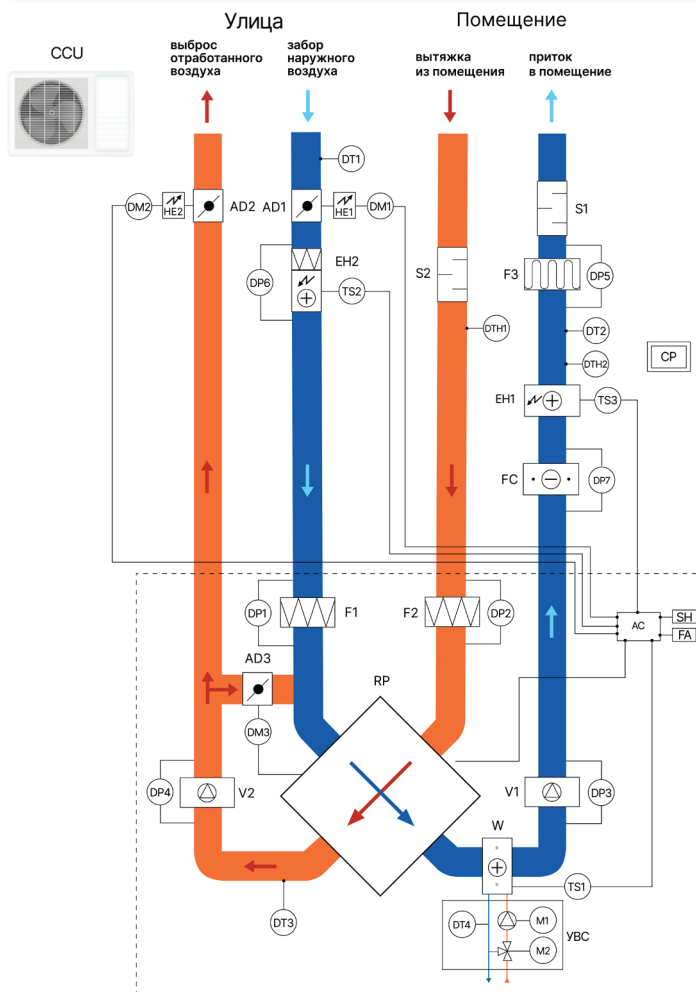 Улица
Помещение
CCU
выброс
отработанного
воздуха
забор
наружного
воздуха
вытяжка
из помещения
приток
в помещение
DT1
DM2
HE2
AD2
AD1
HE1
DM1
S1
EH2
DP6
TS2
S2
F3
DP5
DTH1
DT2
DTH2
CP
EH1
TS3
FC
DP7
DP1
F1
F2
DP2
AC
SH
FA
AD3
RP
DM3
DP4
V2
V1
DP3
W
TS1
DT3
DT4
M1
M2
УВС